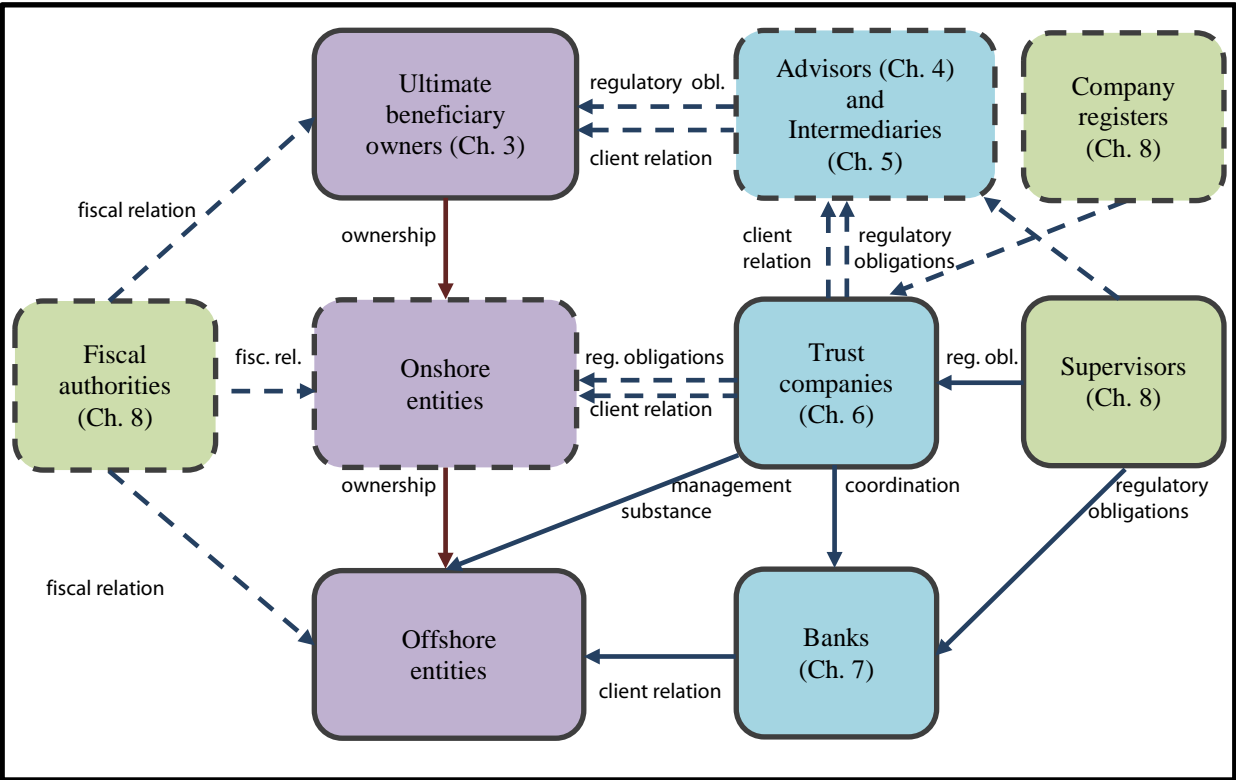 Ultimate
beneficiary
owners (Ch. 3)
regulatory obl.
client relation
Advisors (Ch. 4)
and
Intermediaries
(Ch. 5)
Company
registers
(Ch. 8)
fiscal relation
ownership
client
relation
regulatory
obligations
Fiscal
authorities
(Ch. 8)
fisc. rel.
Onshore
entities
reg. obligations
client relation
Trust
companies
(Ch. 6)
reg. obl.
Supervisors
(Ch. 8)
ownership
management
substance
coordination
regulatory
obligations
fiscal relation
Offshore
entities
client relation
Banks
(Ch. 7)